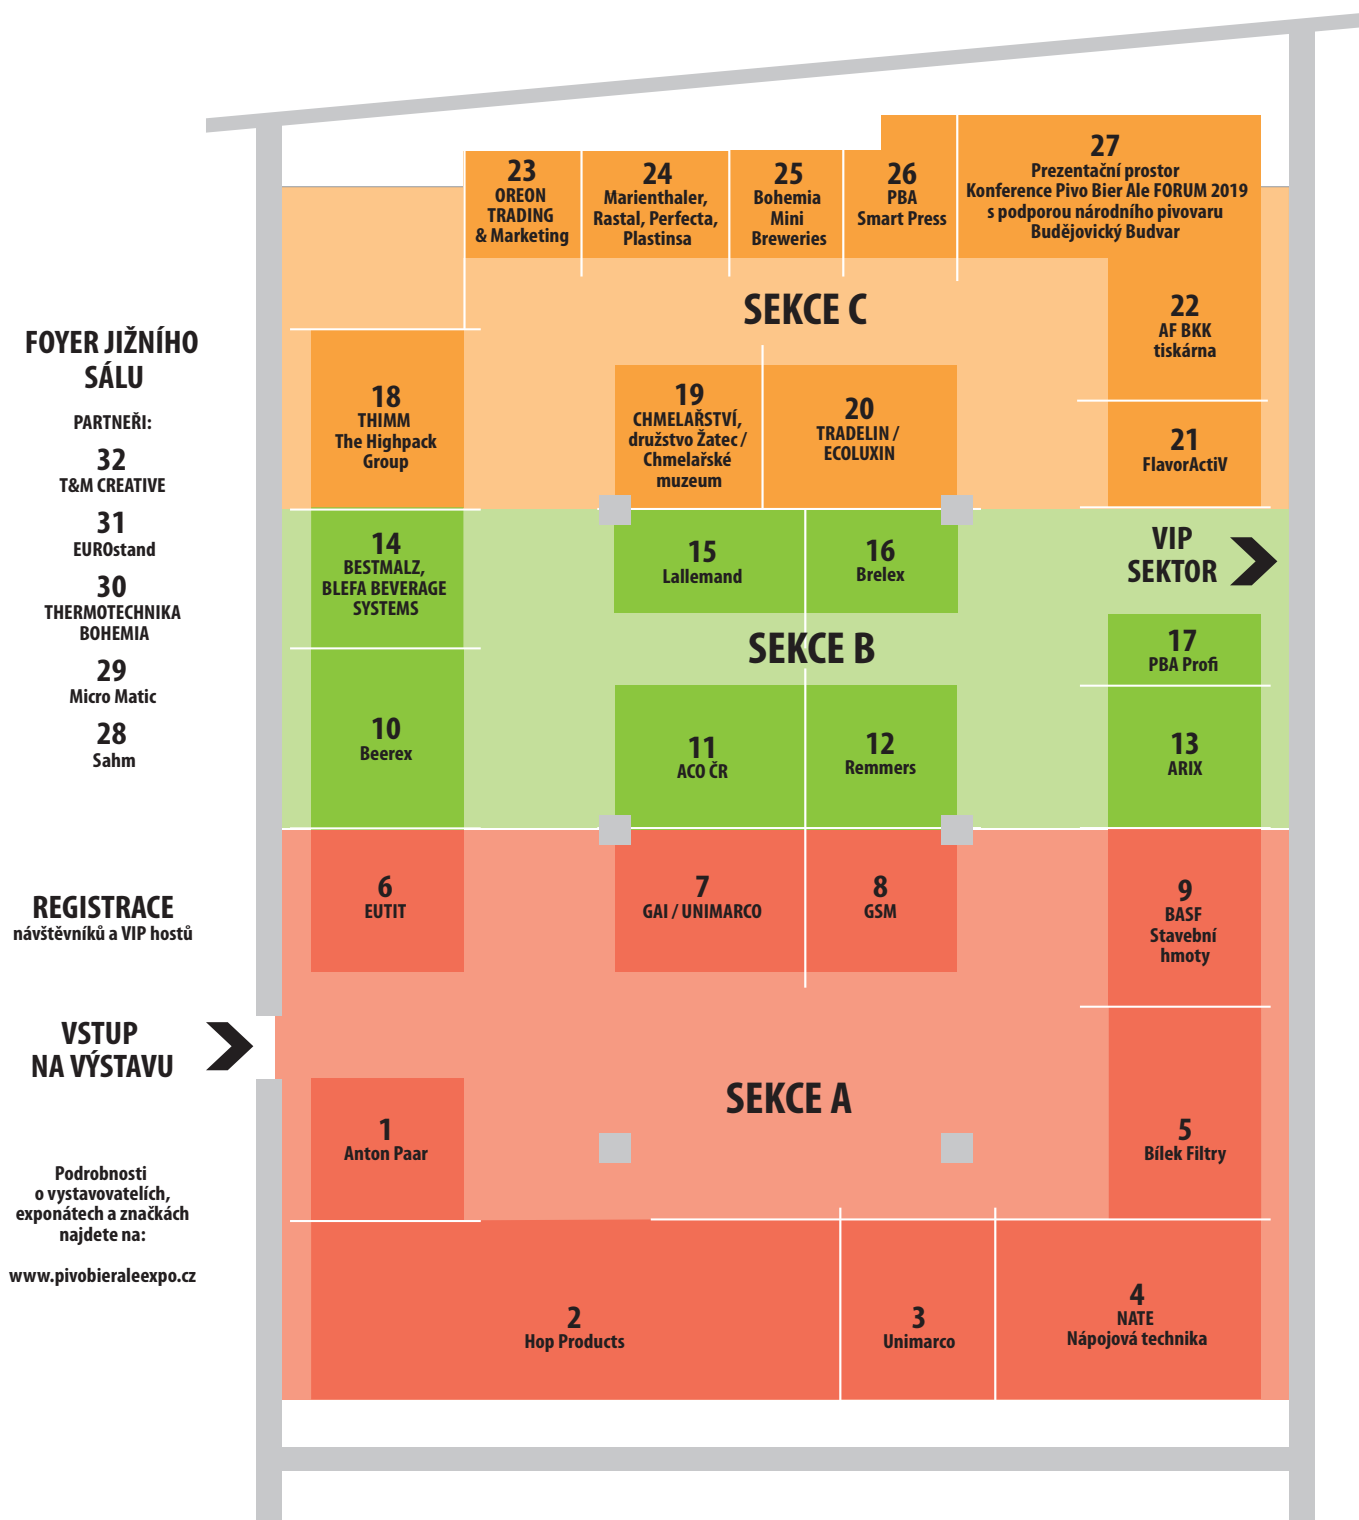 23
OREON
TRADING
& Marketing
24
Marienthaler,
Rastal, Perfecta,
Plastinsa
25
Bohemia
Mini
Breweries
26
PBA
Smart Press
27
Prezentační prostor
Konference Pivo Bier Ale FORUM 2019
s podporou národního pivovaru
Budějovický Budvar
SEKCE C
22
AF BKK
tiskárna
FOYER JIŽNÍHO
SÁLU
PARTNEŘI:
32
T&M CREATIVE
31
EUROstand
30
THERMOTECHNIKA
BOHEMIA
29
Micro Matic
28
Sahm
18
THIMM
The Highpack
Group
19
CHMELAŘSTVÍ,
družstvo Žatec /
Chmelařské
muzeum
20
TRADELIN /
ECOLUXIN
21
FlavorActiV
14
BESTMALZ,
BLEFA BEVERAGE
SYSTEMS
15
Lallemand
16
Brelex
VIP
SEKTOR
SEKCE B
17
PBA Profi
10
Beerex
11
ACO ČR
12
Remmers
13
ARIX
REGISTRACE
návštěvníků a VIP hostů
6
EUTIT
7
GAI / UNIMARCO
8
GSM
9
BASF
Stavební
hmoty
VSTUP
NA VÝSTAVU
SEKCE A
1
Anton Paar
5
Bílek Filtry
Podrobnosti
o vystavovatelích,
exponátech a značkách
najdete na:
www.pivobieraleexpo.cz
2
Hop Products
3
Unimarco
4
NATE
Nápojová technika